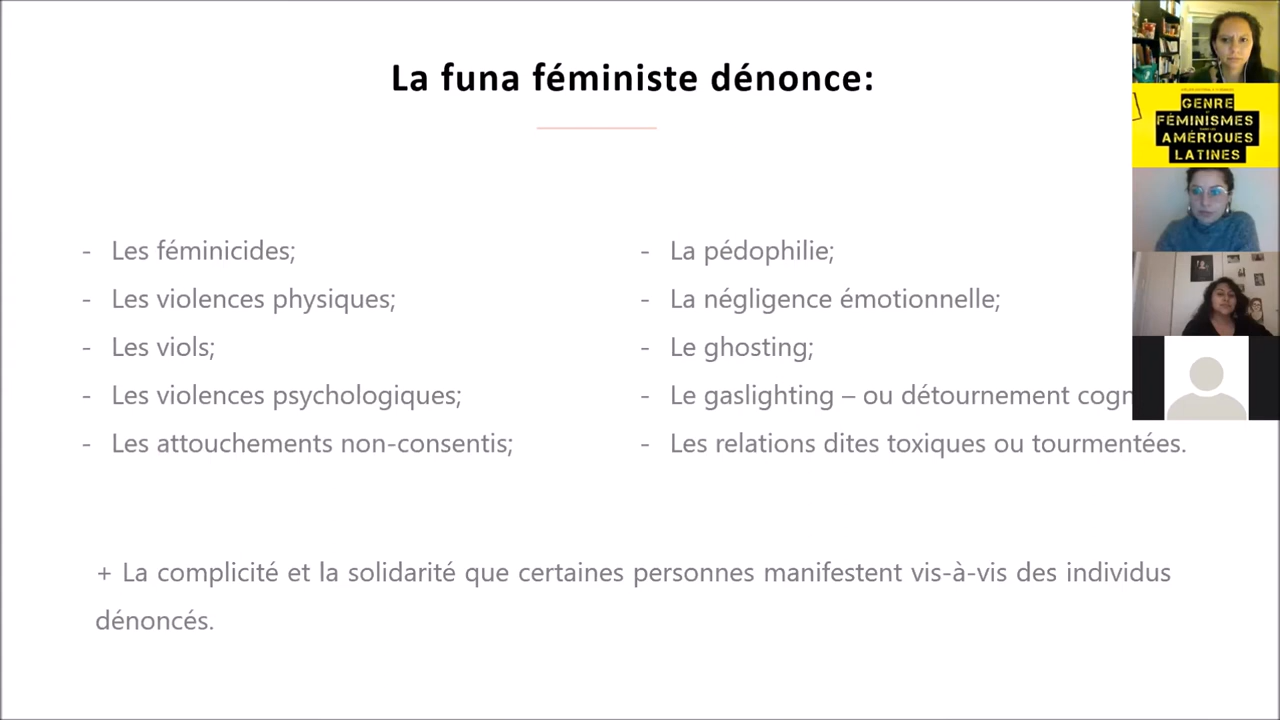 La funa féministe dénonce:
- Les féminicides;
- Les violences physiques;
- Les viols;
- Les violences psychologiques;
- Les attouchements non-consentis;
- La pédophilie;
- La négligence émotionnelle;
- Le ghosting;
- Le gaslighting – ou détournement cogn
- Les relations dites toxiques ou tourmentées.
+ La complicité et la solidarité que certaines personnes manifestent vis-à-vis des individus
dénoncés.
GENRE
FÉMINISMES
AMÉRIQUES
LATINES